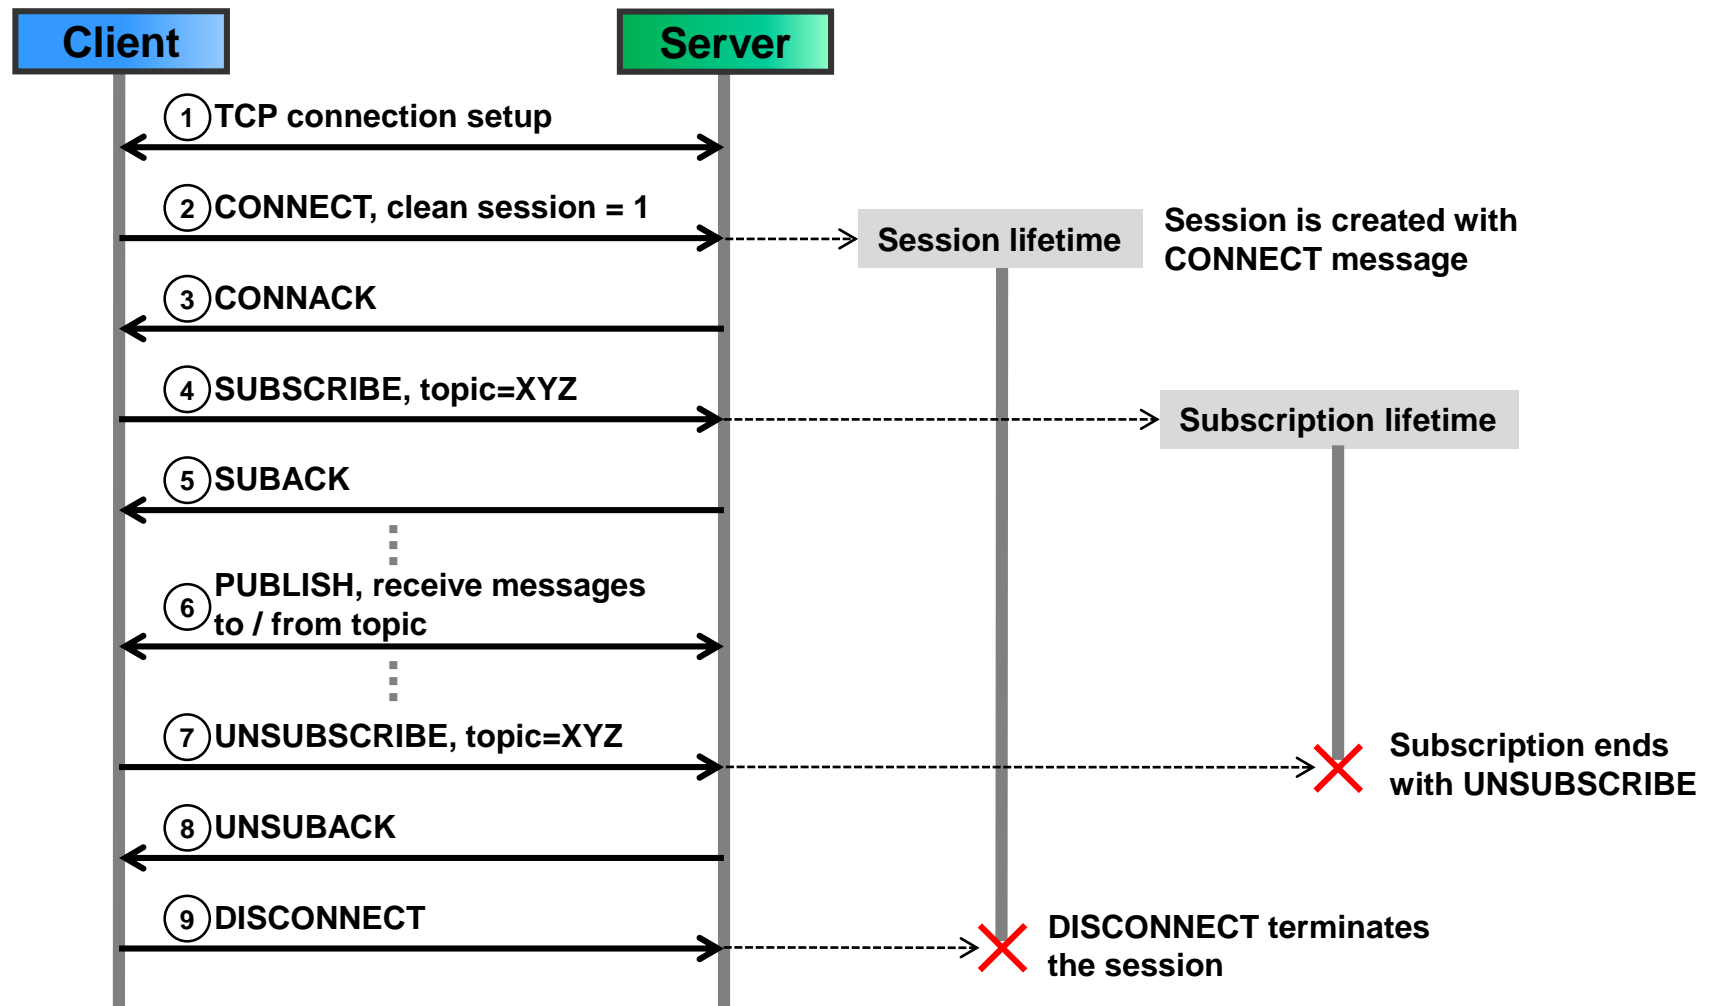 Client
Server
1 TCP connection setup
2 CONNECT, clean session = 1
Session lifetime
Session is created with
CONNECT message
3 CONNACK
4 SUBSCRIBE, topic=XYZ
Subscription lifetime
5 SUBACK
6 PUBLISH, receive messages
to / from topic
7 UNSUBSCRIBE, topic=XYZ
Subscription ends
with UNSUBSCRIBE
8 UNSUBACK
9 DISCONNECT
DISCONNECT terminates
the session